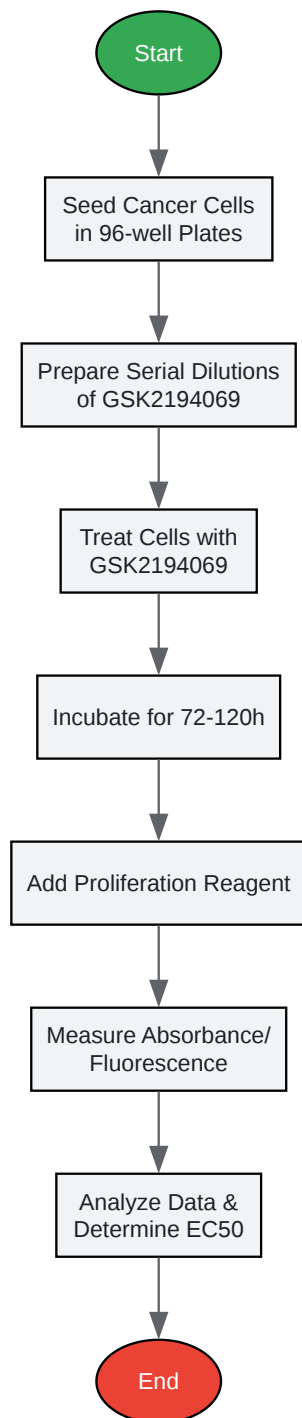 Start
Seed Cancer Cells
in 96-well Plates
Prepare Serial Dilutions
of GSK2194069
Treat Cells with
GSK2194069
Incubate for 72-120h
Add Proliferation Reagent
Measure Absorbance/
Fluorescence
Analyze Data &
Determine EC50
End